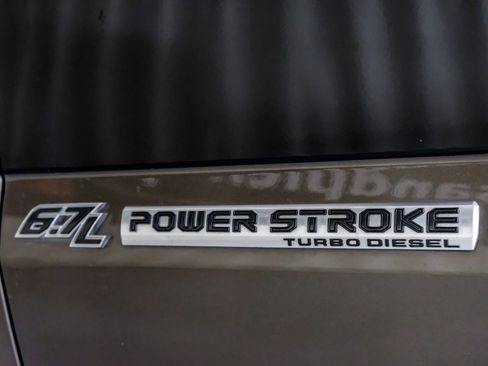 6.7L POWER STROKE
TURBO DIESEL